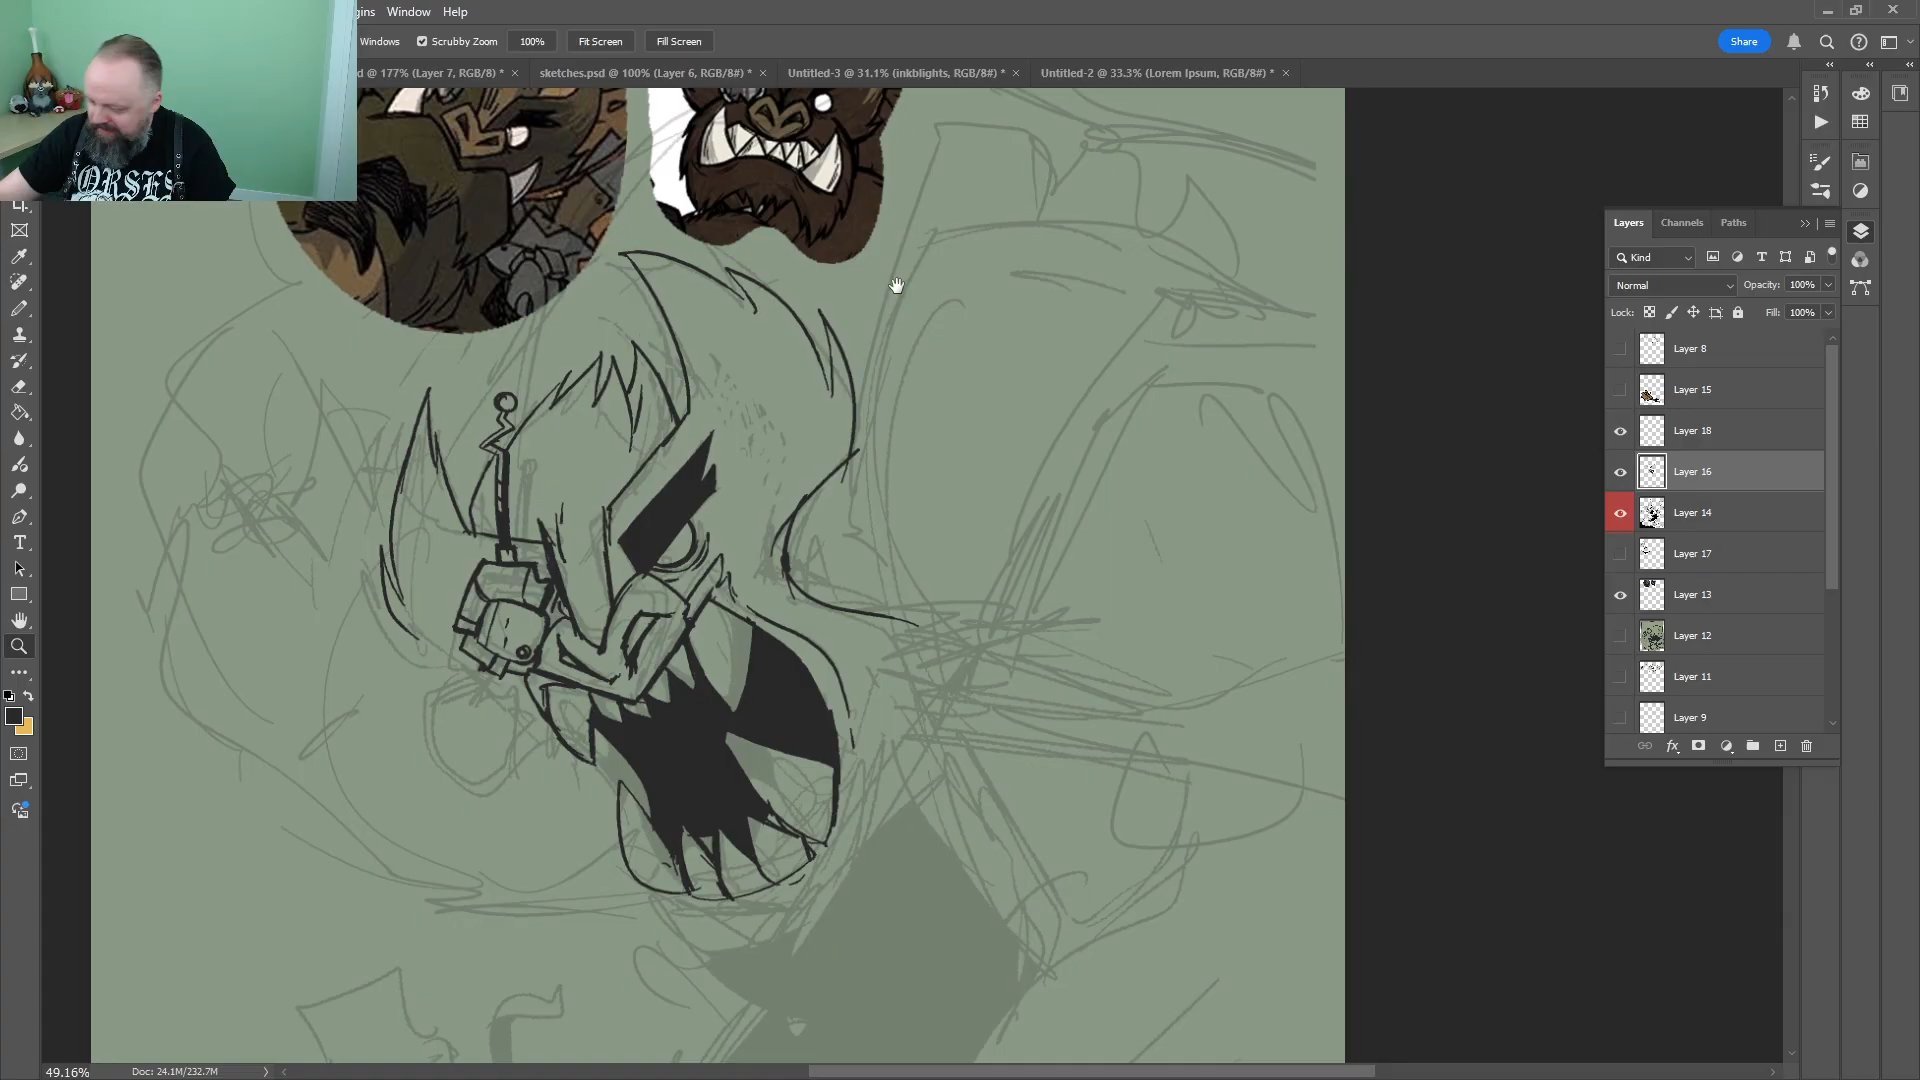 gins Window Help
Windows Scrubby Zoom 100% Fit Screen Fill Screen Share
d @ 177% (Layer 7, RGB/8) * × sketches.psd @ 100% (Layer 6, RGB/8#) * × Untitled-3 @ 31.1% (inkblights, RGB/8#) * × Untitled-2 @ 33.3% (Lorem Ipsum, RGB/8#) * ×
ORSES
Layers Channels Paths
Kind
Normal Opacity: 100%
Lock: Fill: 100%
Layer 8
Layer 15
Layer 18
Layer 16
Layer 14
Layer 17
Layer 13
Layer 12
Layer 11
Layer 9
49.16% Doc: 24.1M/232.7M